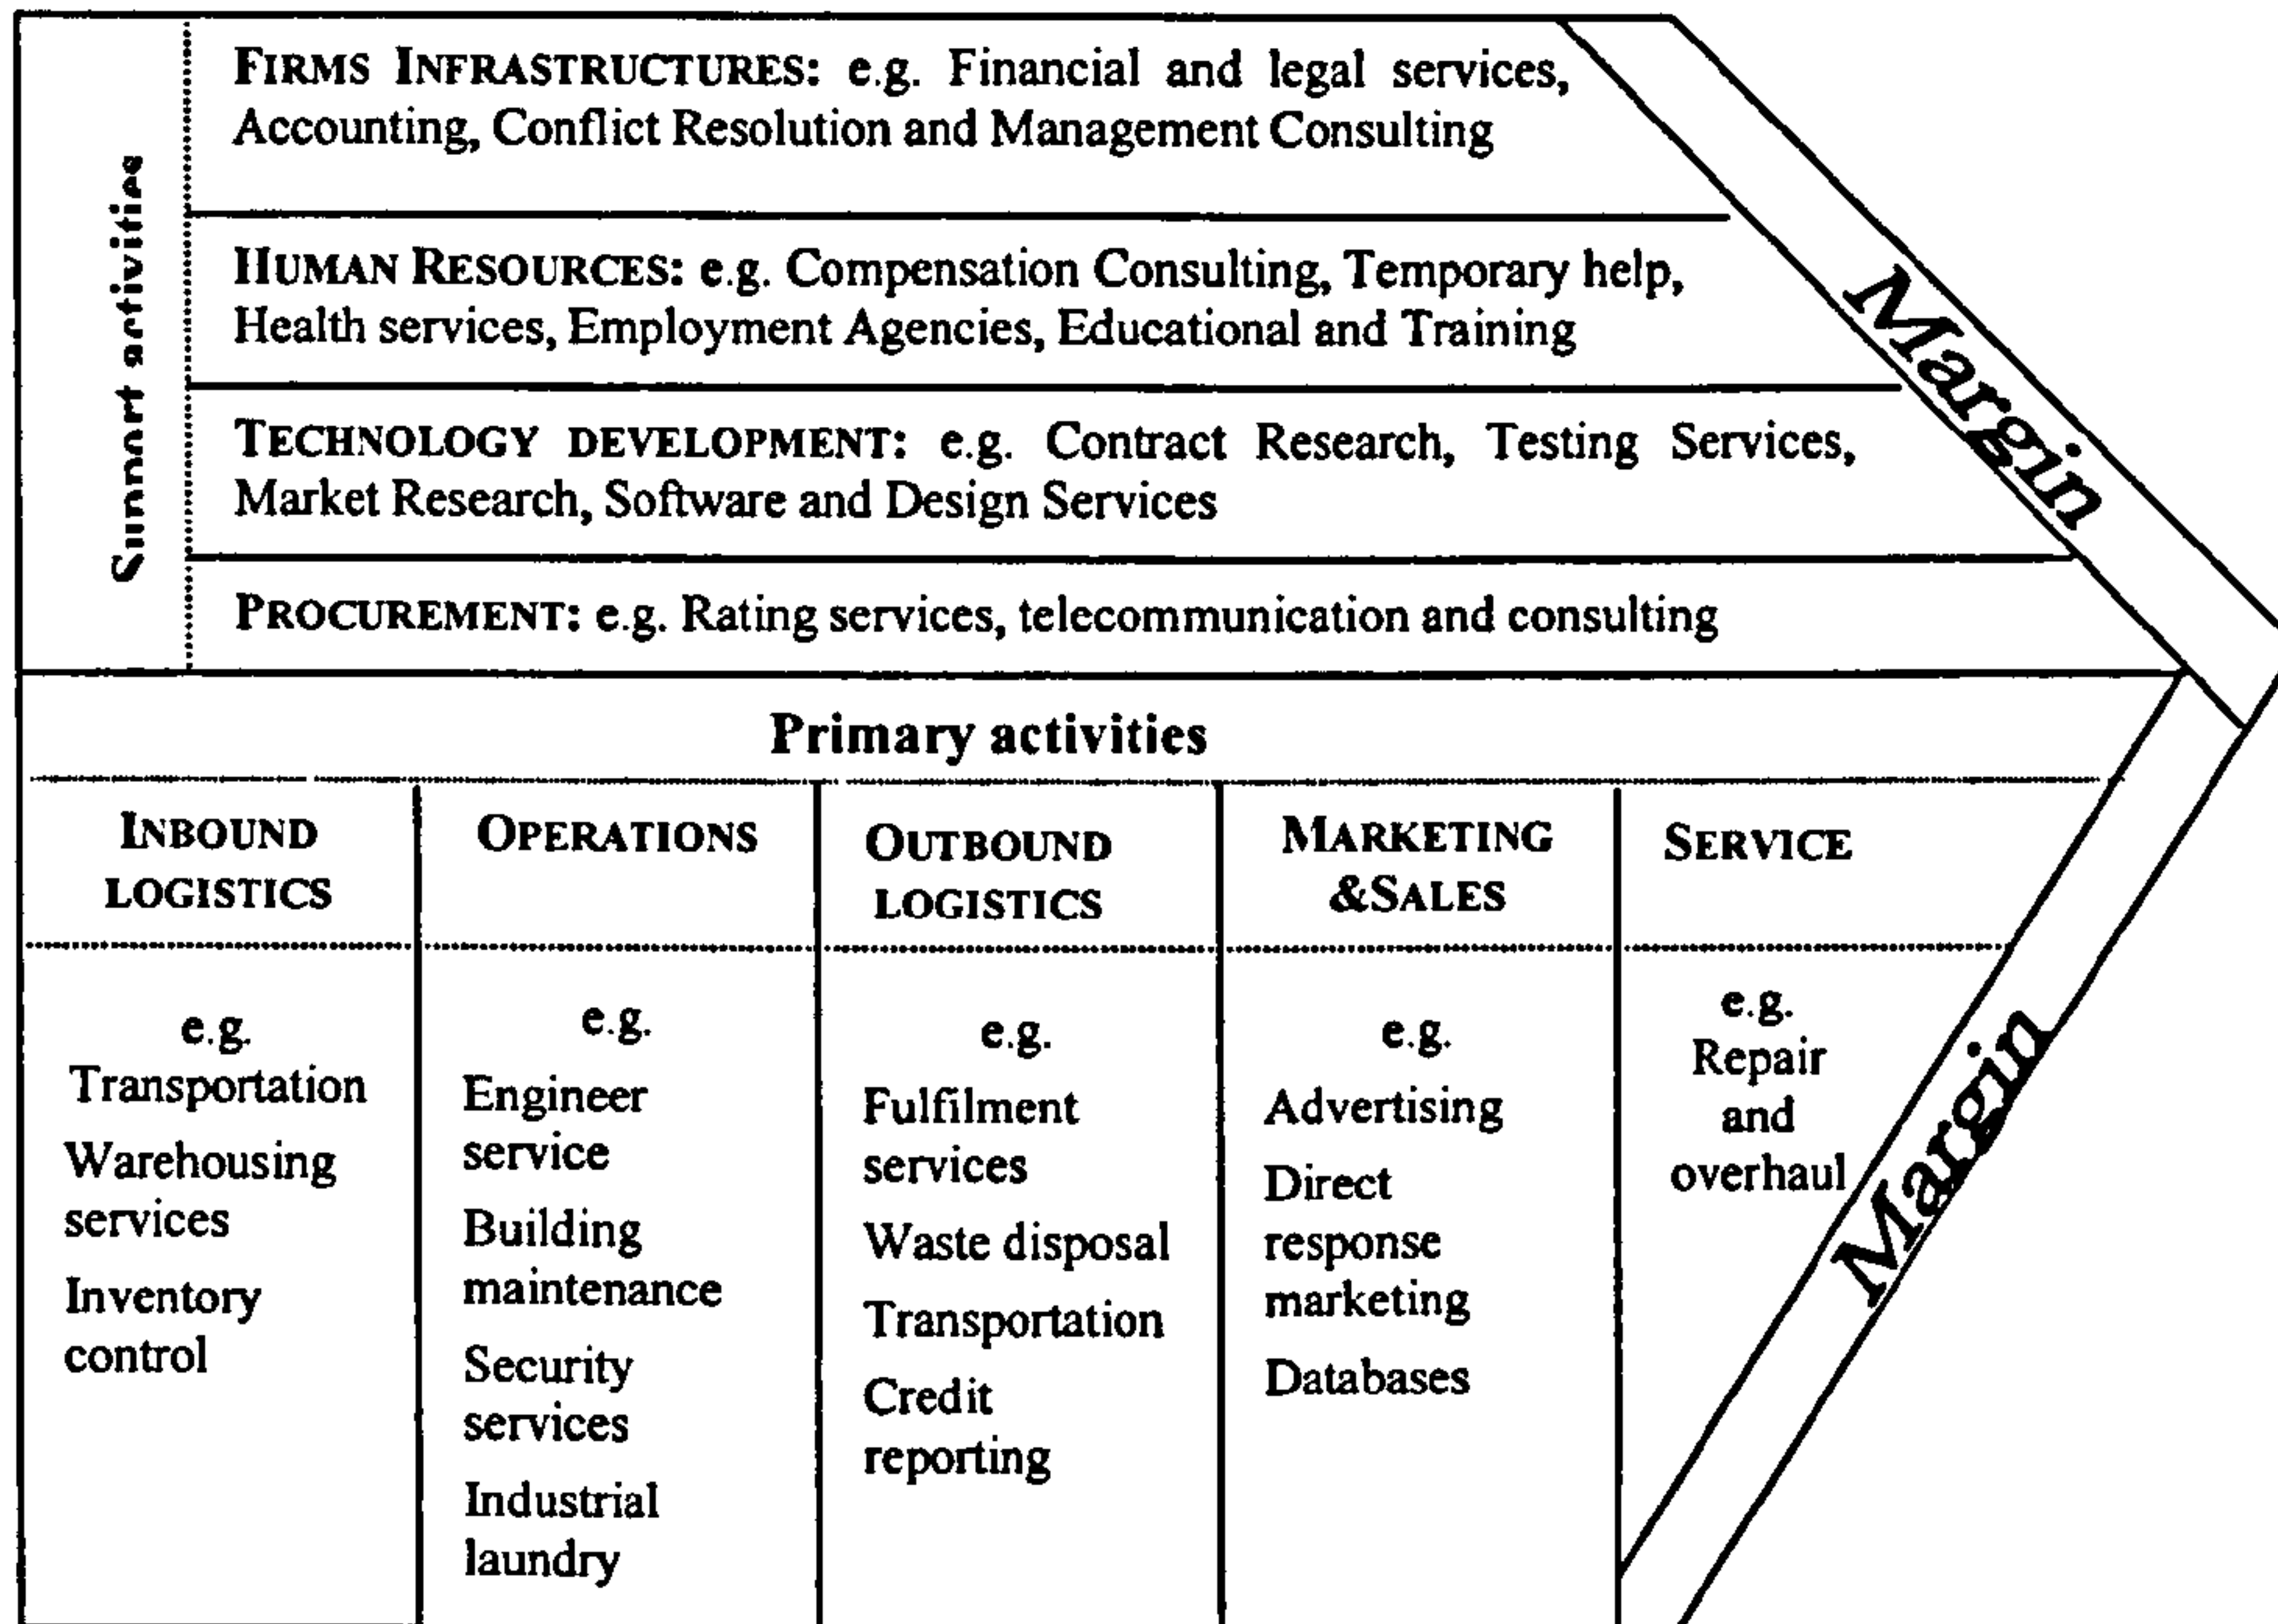 Support activities
FIRMS INFRASTRUCTURES: e.g. Financial and legal services,
Accounting, Conflict Resolution and Management Consulting
HUMAN RESOURCES: e.g. Compensation Consulting, Temporary help,
Health services, Employment Agencies, Educational and Training
TECHNOLOGY DEVELOPMENT: e.g. Contract Research, Testing Services,
Market Research, Software and Design Services
PROCUREMENT: e.g. Rating services, telecommunication and consulting
Margin
Primary activities
INBOUND
LOGISTICS
e.g.
Transportation
Warehousing
services
Inventory
control
OPERATIONS
e.g.
Engineer
service
Building
maintenance
Security
services
Industrial
laundry
OUTBOUND
LOGISTICS
e.g.
Fulfilment
services
Waste disposal
Transportation
Credit
reporting
MARKETING
&SALES
e.g.
Advertising
Direct
response
marketing
Databases
SERVICE
e.g.
Repair
and
overhaul
Margin